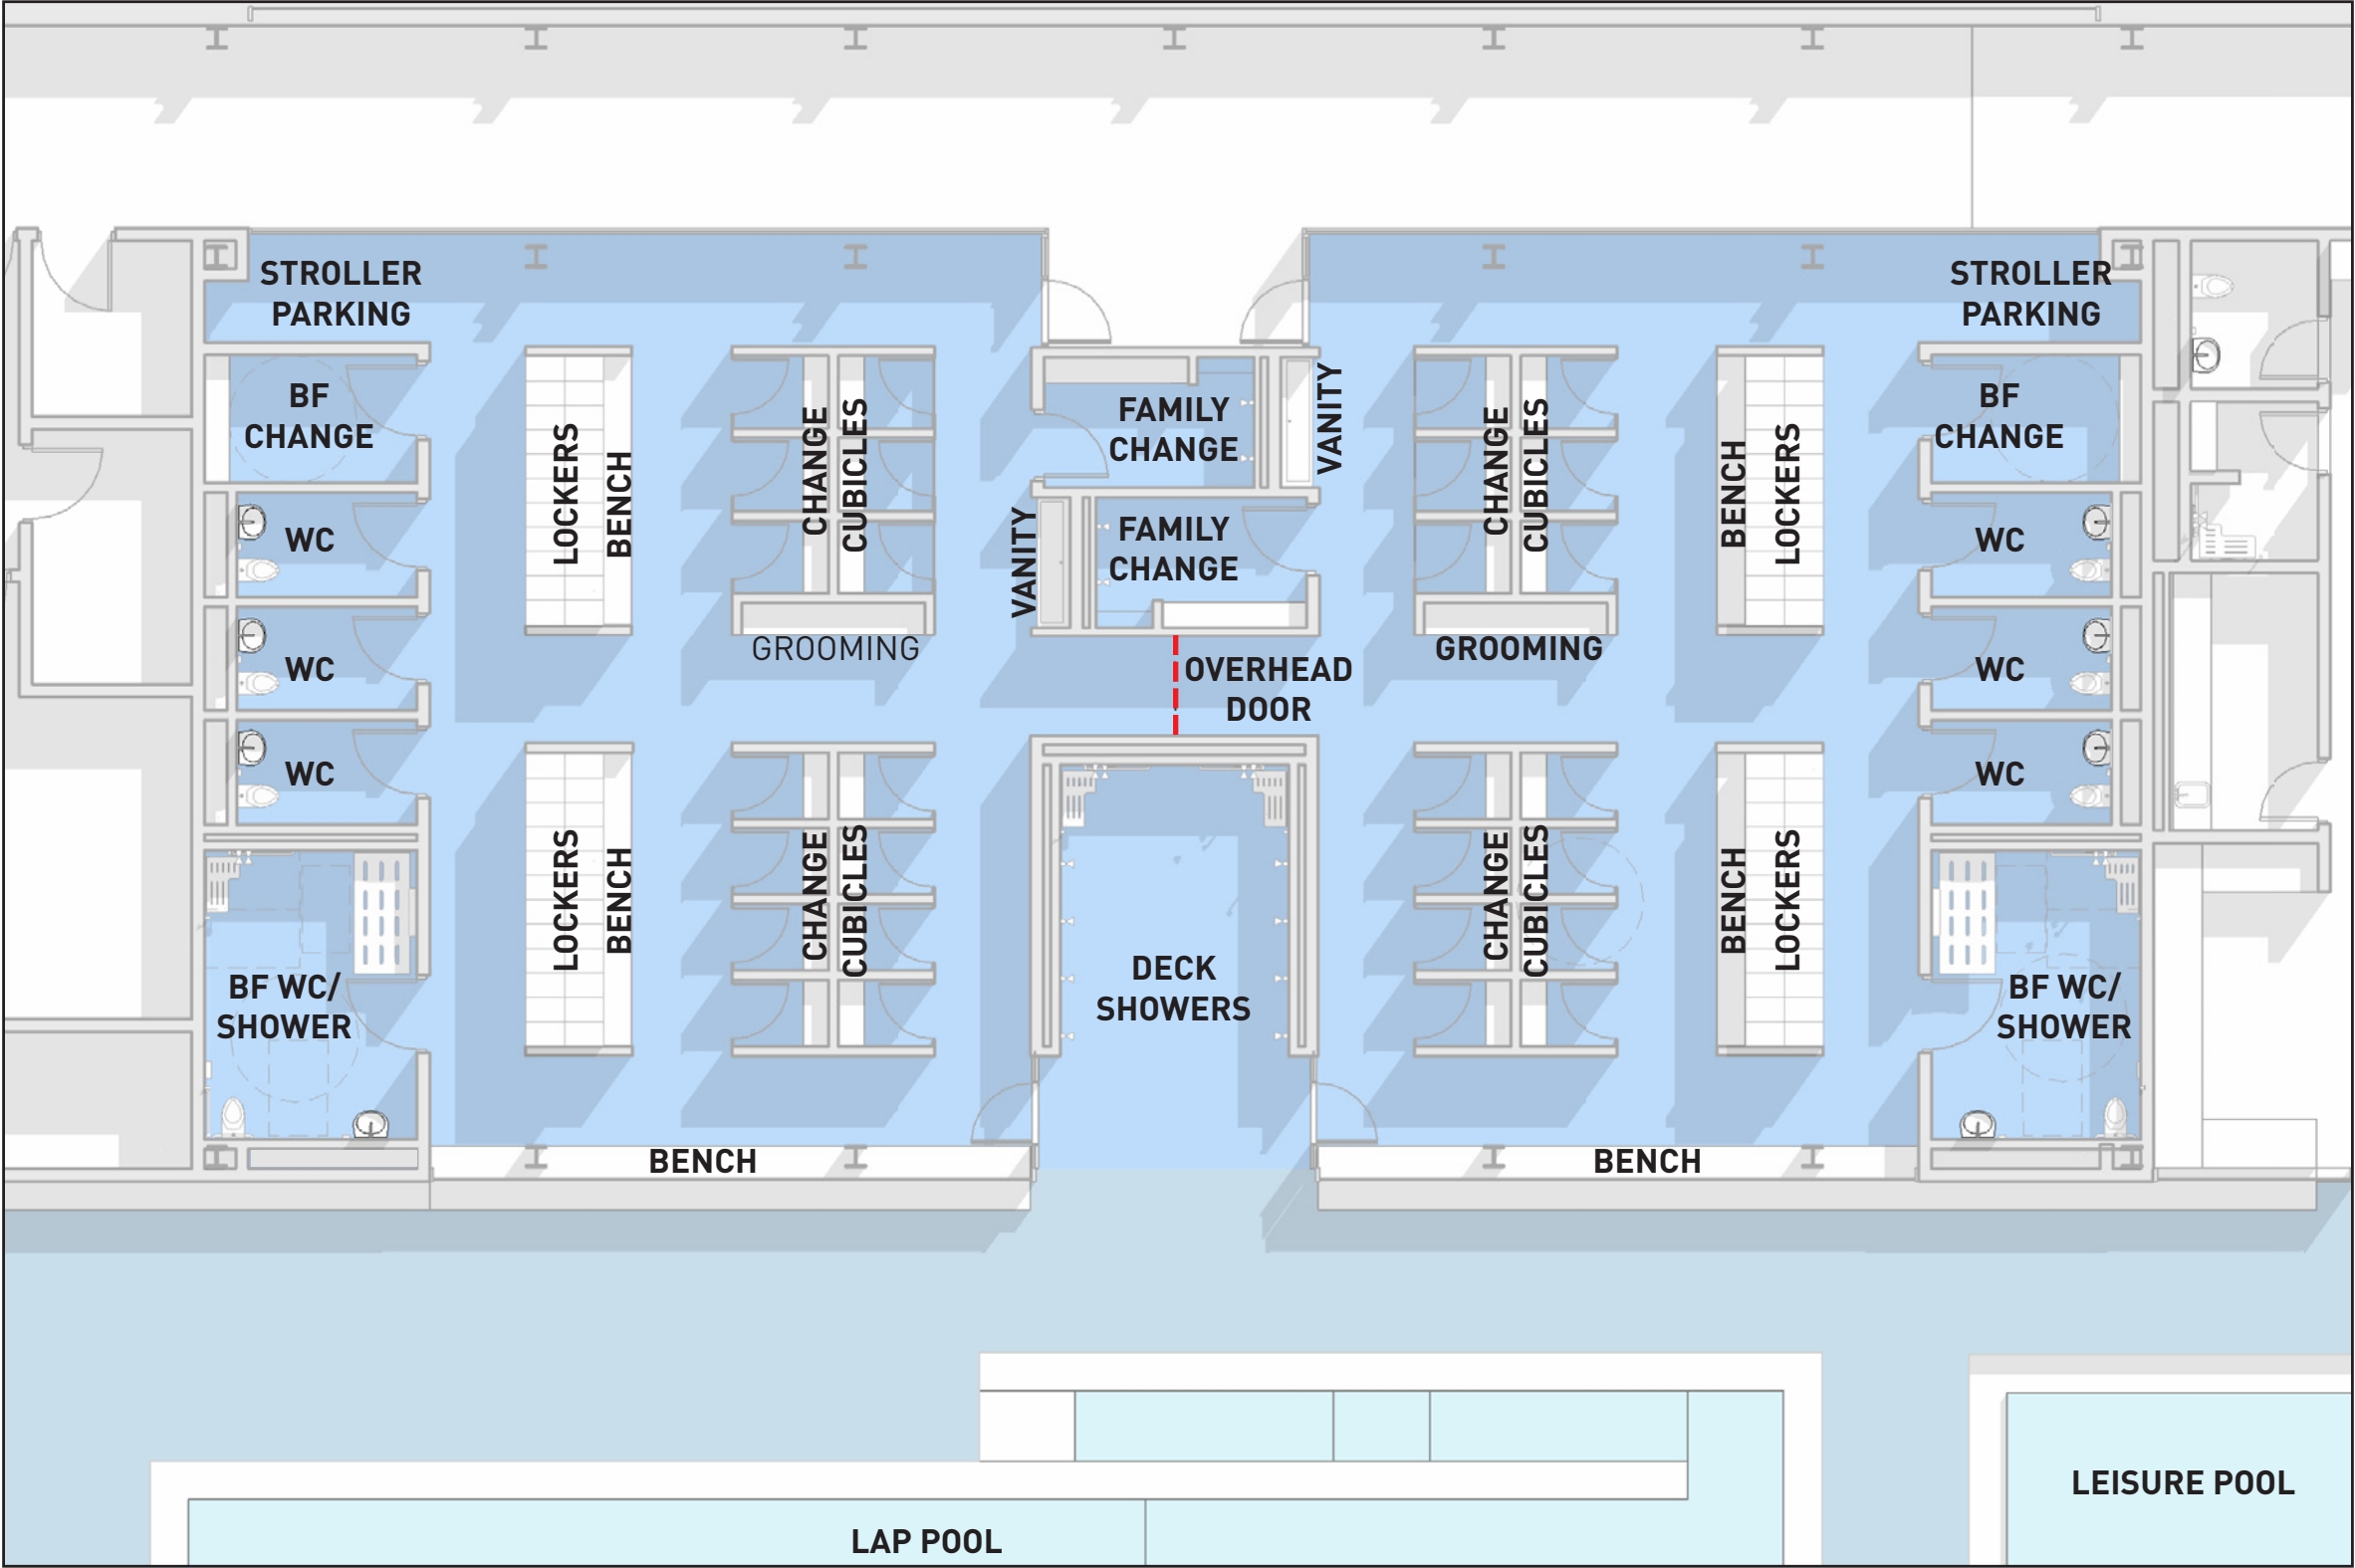 STROLLER
PARKING
STROLLER
PARKING
BF
CHANGE
LOCKERS
BENCH
CHANGE
CUBICLES
FAMILY
CHANGE
VANITY
CHANGE
CUBICLES
BENCH
LOCKERS
BF
CHANGE
WC
VANITY
FAMILY
CHANGE
WC
WC
GROOMING
GROOMING
WC
OVERHEAD
DOOR
WC
WC
LOCKERS
BENCH
CHANGE
CUBICLES
DECK
SHOWERS
CHANGE
CUBICLES
BENCH
LOCKERS
BF WC/
SHOWER
BF WC/
SHOWER
BENCH
BENCH
LEISURE POOL
LAP POOL